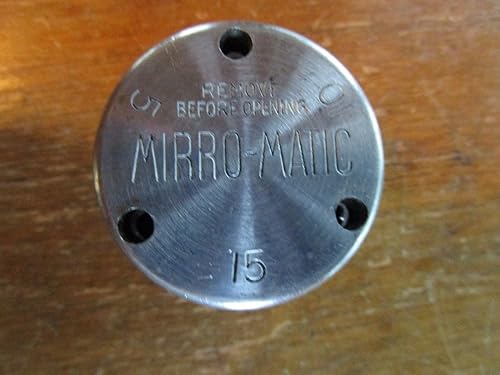 REMOVE
BEFORE OPENING
5
10
MIRRO-MATIC
15